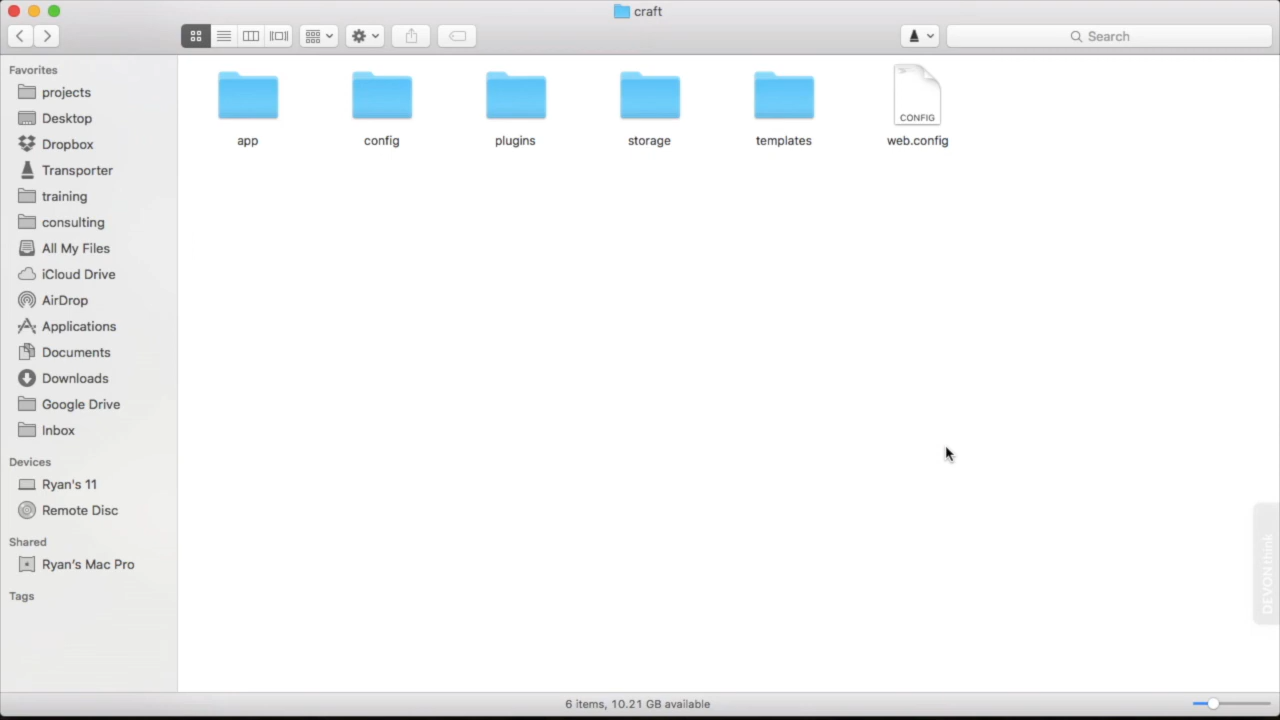 craft
Search
Favorites
projects
Desktop
Dropbox
Transporter
training
consulting
All My Files
iCloud Drive
AirDrop
Applications
Documents
Downloads
Google Drive
Inbox
Devices
Ryan's 11
Remote Disc
Shared
Ryan's Mac Pro
Tags
CONFIG
app config plugins storage templates web.config
DEVONthink
6 items, 10.21 GB available